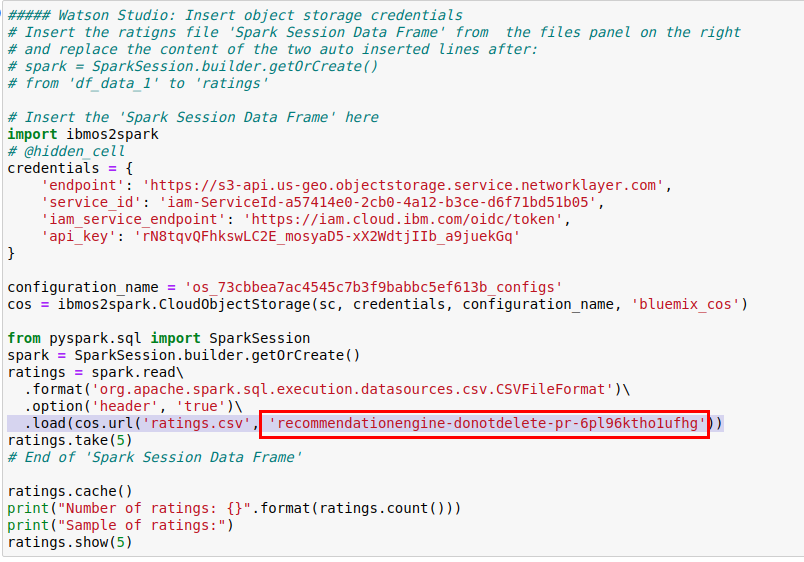 ##### Watson Studio: Insert object storage credentials
# Insert the ratigns file 'Spark Session Data Frame' from  the files panel on the right
# and replace the content of the two auto inserted lines after:
# spark = SparkSession.builder.getOrCreate()
# from 'df_data_1' to 'ratings'

# Insert the 'Spark Session Data Frame' here
import ibmos2spark
# @hidden_cell
credentials = {
    'endpoint': 'https://s3-api.us-geo.objectstorage.service.networklayer.com',
    'service_id': 'iam-ServiceId-a57414e0-2cb0-4a12-b3ce-d6f71bd51b05',
    'iam_service_endpoint': 'https://iam.cloud.ibm.com/oidc/token',
    'api_key': 'rN8tqvQFhkswLC2E_mosyaD5-xX2WdtjIIb_a9juekGq'
}

configuration_name = 'os_73cbbea7ac4545c7b3f9babbc5ef613b_configs'
cos = ibmos2spark.CloudObjectStorage(sc, credentials, configuration_name, 'bluemix_cos')

from pyspark.sql import SparkSession
spark = SparkSession.builder.getOrCreate()
ratings = spark.read\
  .format('org.apache.spark.sql.execution.datasources.csv.CSVFileFormat')\
  .option('header', 'true')\
  .load(cos.url('ratings.csv', 'recommendationengine-donotdelete-pr-6pl96ktho1ufhg'))
ratings.take(5)
# End of 'Spark Session Data Frame'

ratings.cache()
print("Number of ratings: {}".format(ratings.count()))
print("Sample of ratings:")
ratings.show(5)